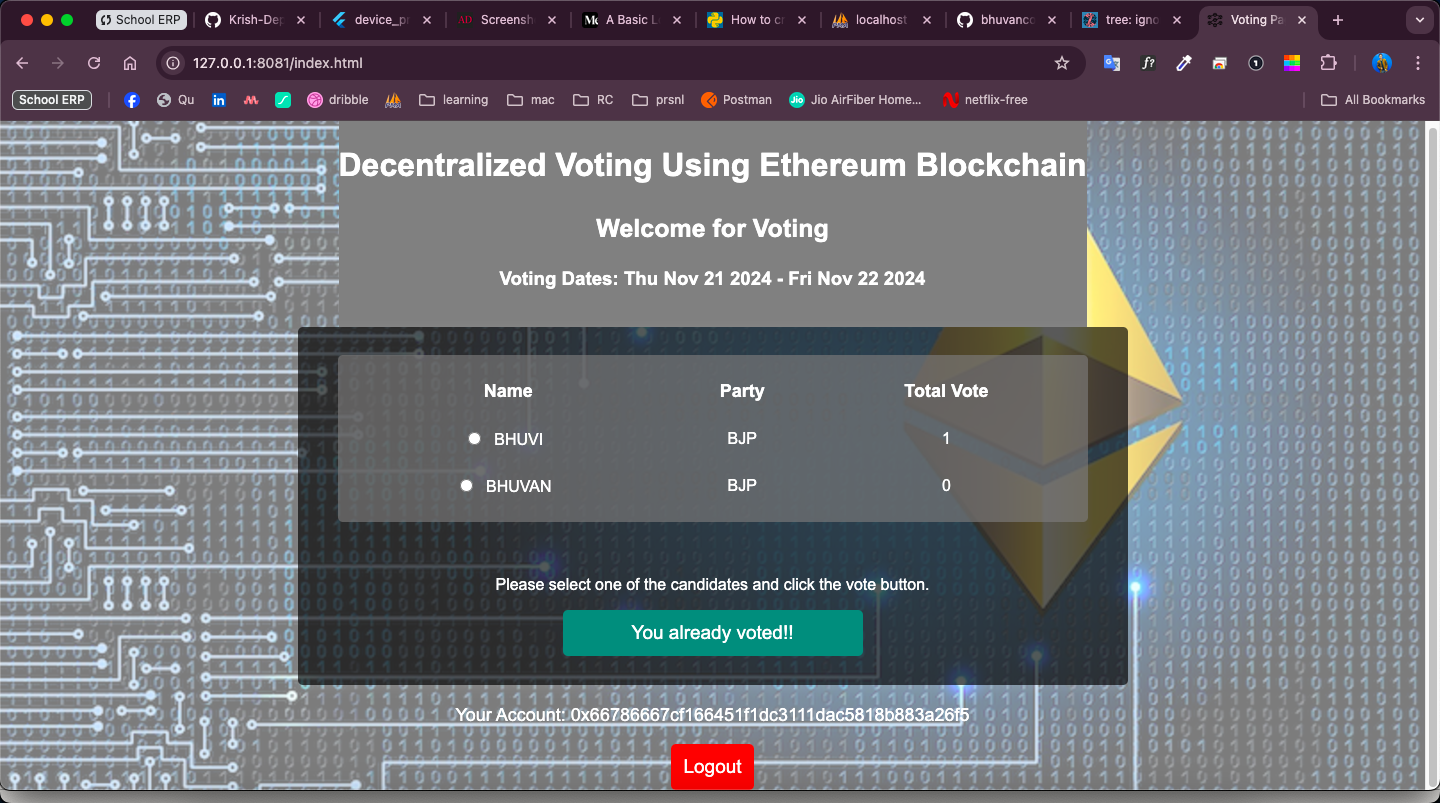 School ERP Krish-Dep device_pr Screensh A Basic Li How to cr localhost bhuvanco tree: igno Voting Pa
127.0.0.1:8081/index.html
School ERP Qu dribble learning mac RC prsnl Postman Jio AirFiber Home... netflix-free All Bookmarks
Decentralized Voting Using Ethereum Blockchain
Welcome for Voting
Voting Dates: Thu Nov 21 2024 - Fri Nov 22 2024
Name Party Total Vote
BHUVI BJP 1
BHUVAN BJP 0
Please select one of the candidates and click the vote button.
You already voted!!
Your Account: 0x66786667cf166451f1dc3111dac5818b883a26f5
Logout